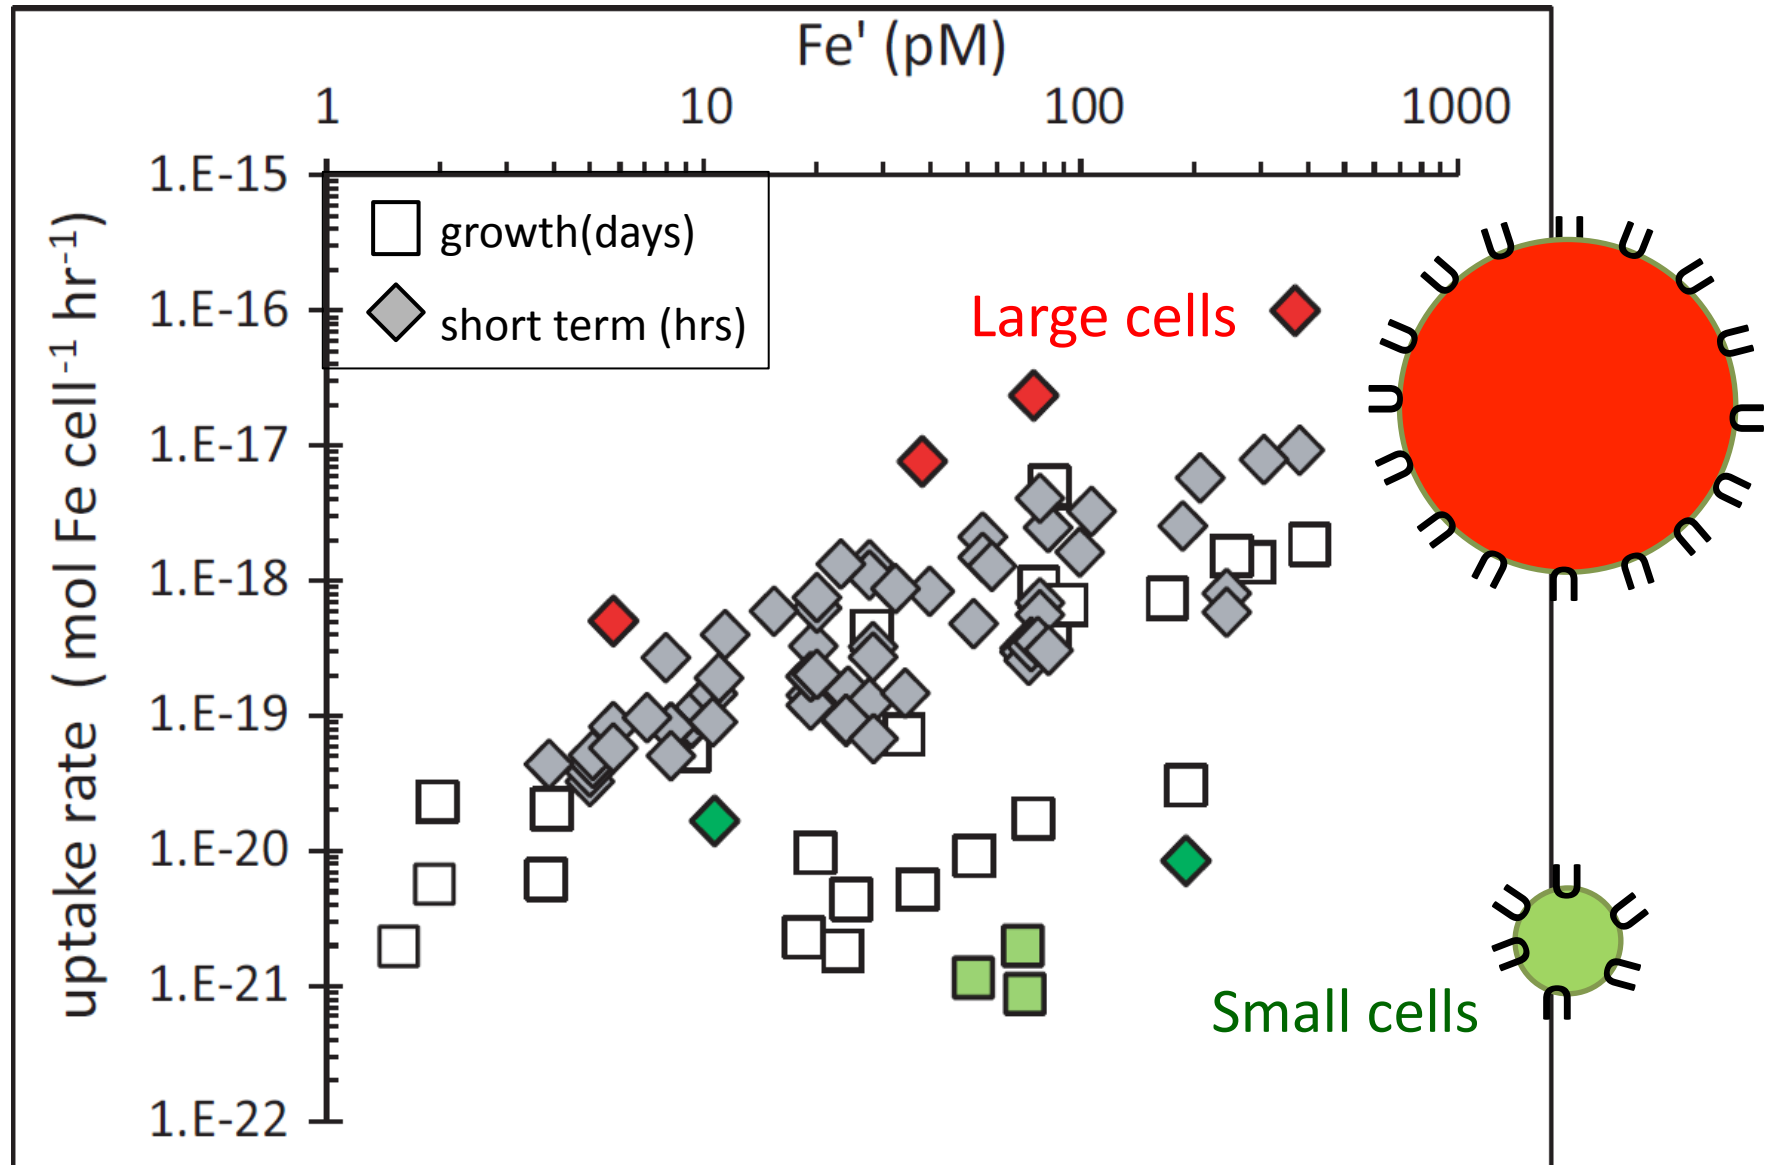 Fe' (pM)
1 10 100 1000
1.E-15
1.E-16
1.E-17
1.E-18
1.E-19
1.E-20
1.E-21
1.E-22
uptake rate (mol Fe cell⁻¹ hr⁻¹)
growth(days)
short term (hrs)
Large cells
Small cells